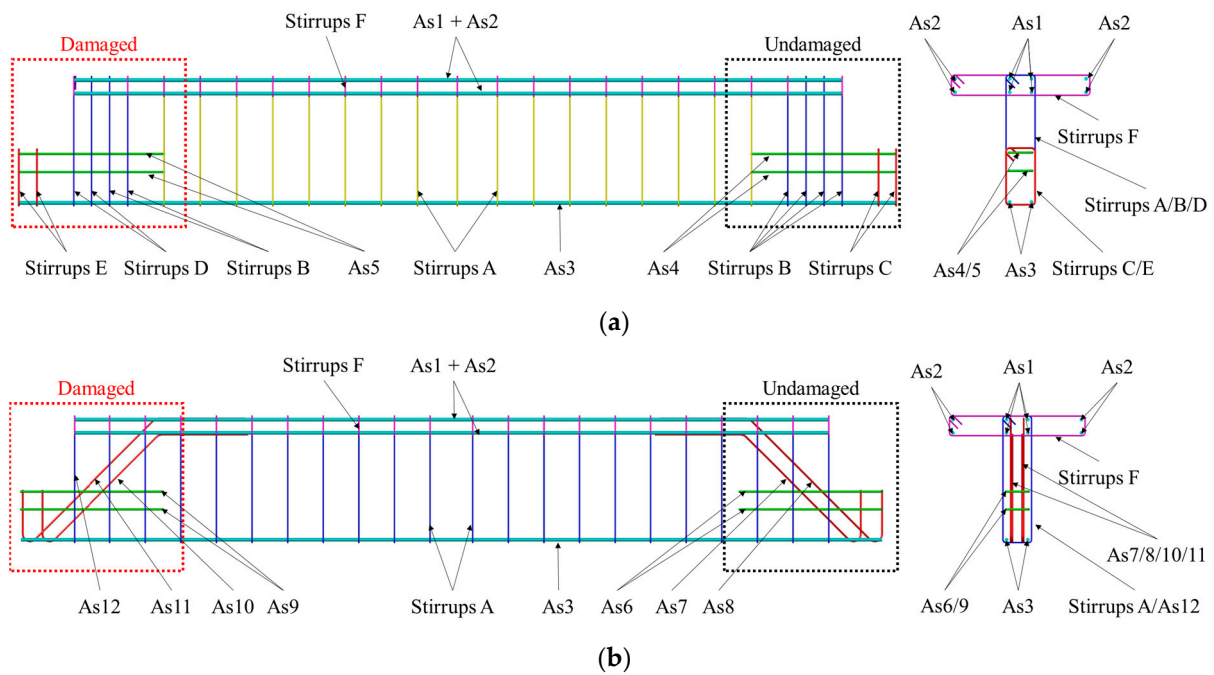 Stirrups F
As1 + As2
Damaged
Undamaged
Stirrups E
Stirrups D
Stirrups B
As5
Stirrups A
As3
As4
Stirrups B
Stirrups C
As2
As1
As2
Stirrups F
Stirrups A/B/D
As4/5
As3
Stirrups C/E
(a)
Stirrups F
As1 + As2
Damaged
Undamaged
As12
As11
As10
As9
Stirrups A
As3
As6
As7
As8
As2
As1
As2
Stirrups F
As7/8/10/11
As6/9
As3
Stirrups A/As12
(b)